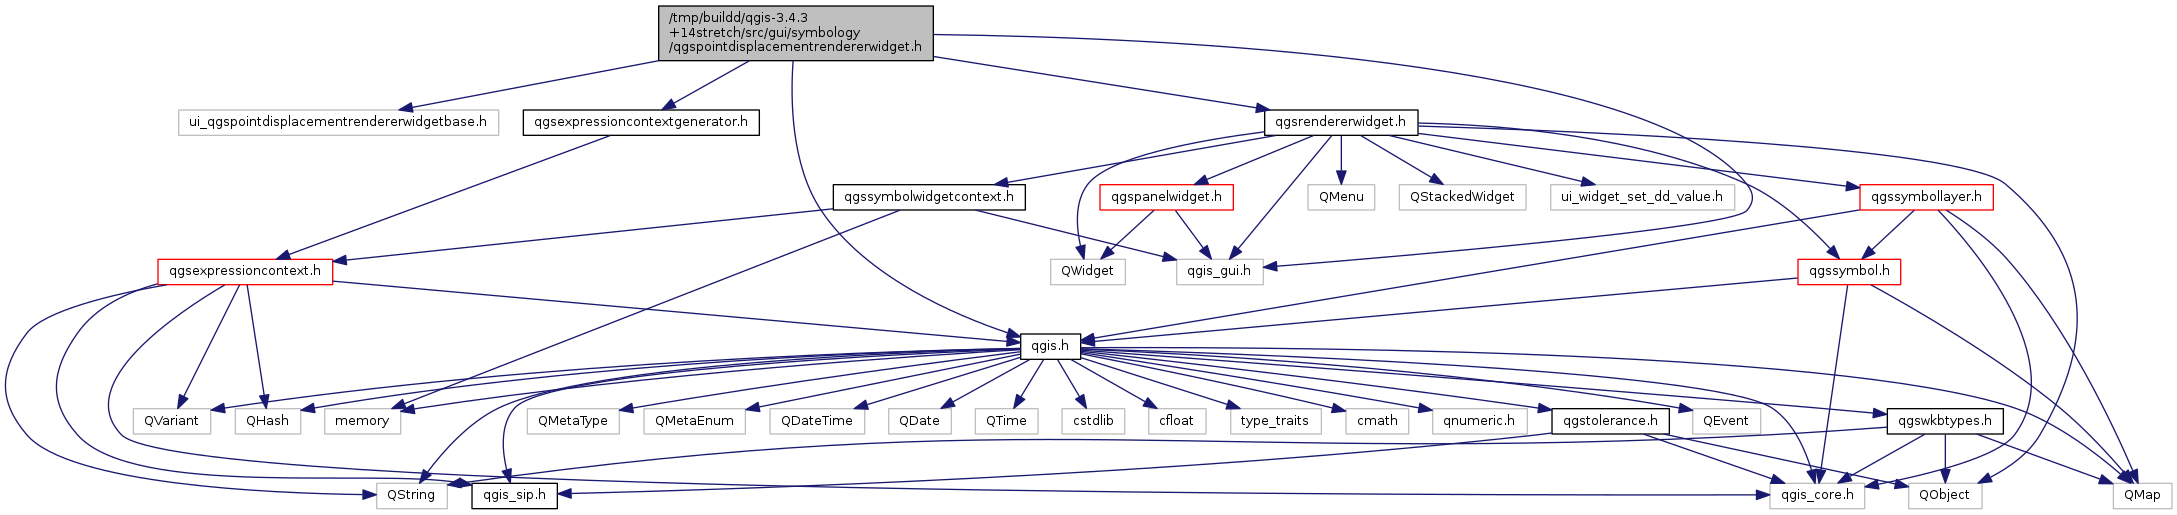 /tmp/buildd/qgis-3.4.3
+14stretch/src/gui/symbology
/qgspointdisplacementrendererwidget.h
ui_qgspointdisplacementrendererwidgetbase.h
qgsexpressioncontextgenerator.h
qgsrendererwidget.h
qgssymbolwidgetcontext.h
qgspanelwidget.h
QMenu
QStackedWidget
ui_widget_set_dd_value.h
qgssymbollayer.h
qgsexpressioncontext.h
QWidget
qgis_gui.h
qgssymbol.h
qgis.h
QVariant
QHash
memory
QMetaType
QMetaEnum
QDateTime
QDate
QTime
cstdlib
cfloat
type_traits
cmath
qnumeric.h
qgstolerance.h
QEvent
qgswkbtypes.h
QString
qgis_sip.h
qgis_core.h
QObject
QMap